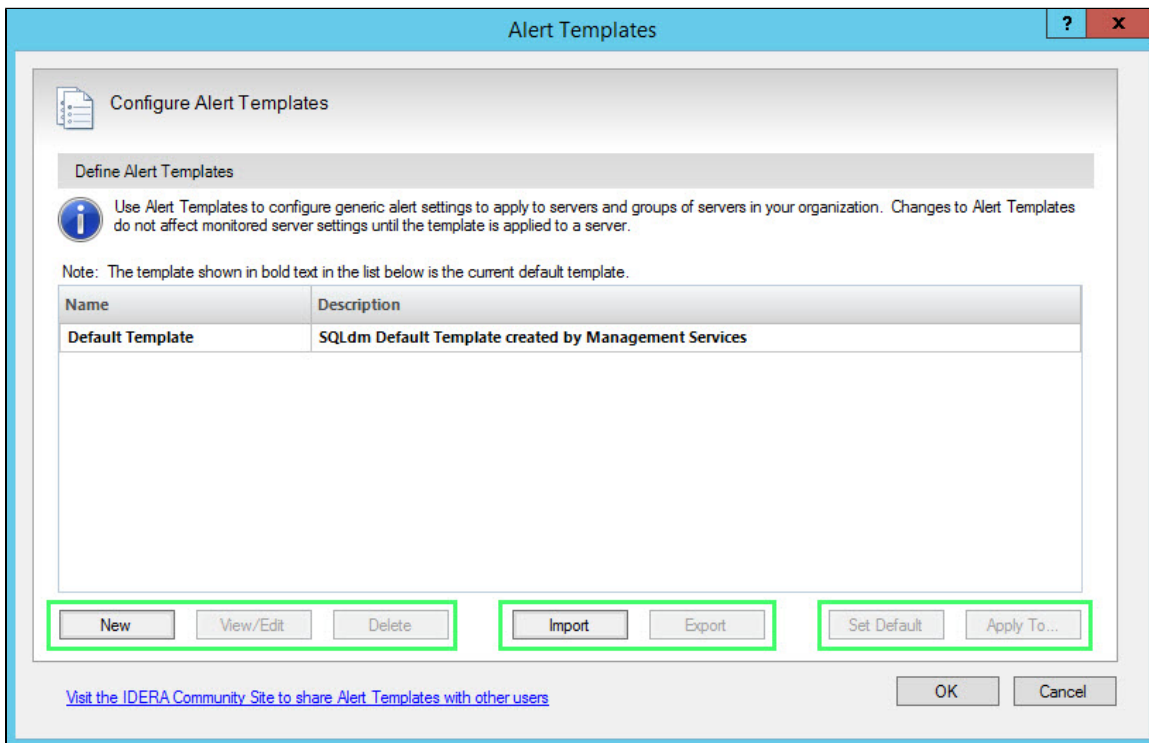 Alert Templates
? x
Configure Alert Templates
Define Alert Templates
Use Alert Templates to configure generic alert settings to apply to servers and groups of servers in your organization. Changes to Alert Templates
do not affect monitored server settings until the template is applied to a server.
Note: The template shown in bold text in the list below is the current default template.
Name Description
Default Template SQLdm Default Template created by Management Services
New View/Edit Delete Import Export Set Default Apply To...
Visit the IDERA Community Site to share Alert Templates with other users
OK Cancel